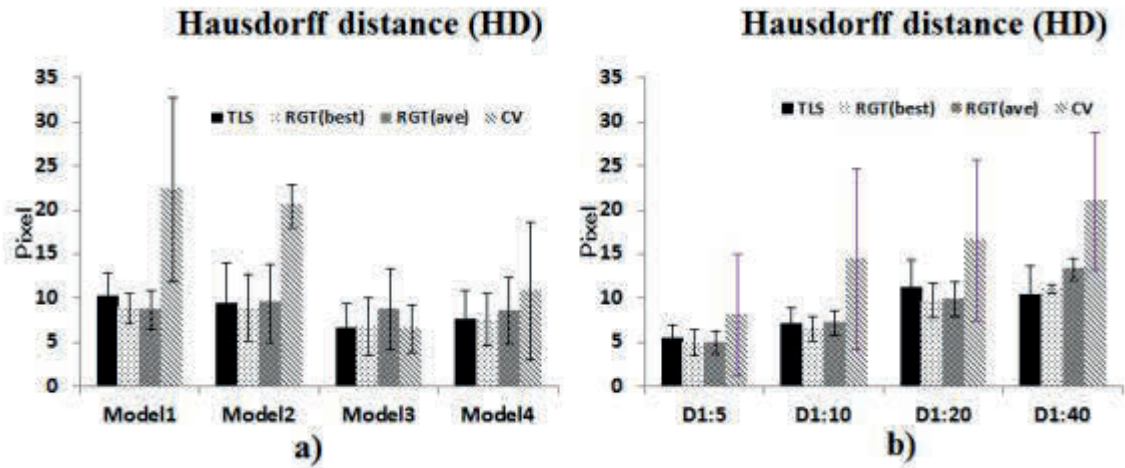 Hausdorff distance (HD)
35
30
25
20
15
10
5
0
Pixel
TLS RGT(best) RGT(ave) CV
Model1 Model2 Model3 Model4
a)
Hausdorff distance (HD)
35
30
25
20
15
10
5
0
Pixel
TLS RGT(best) RGT(ave) CV
D1:5 D1:10 D1:20 D1:40
b)